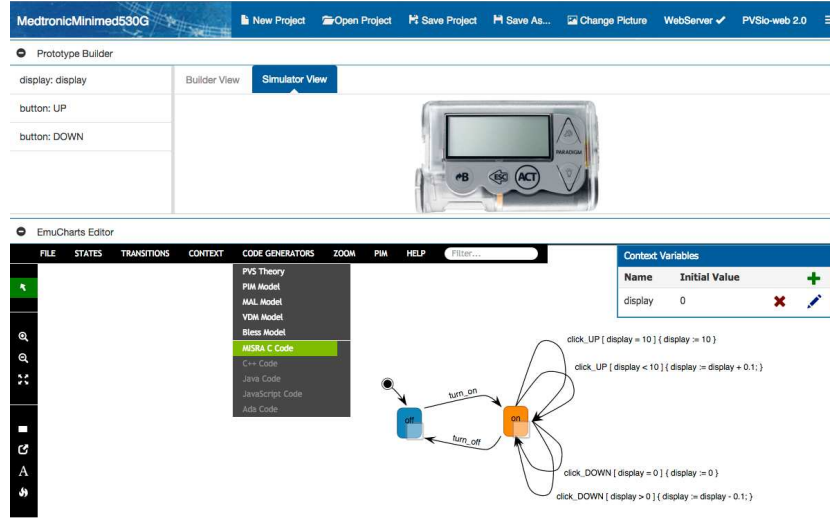 MedtronicMinimed530G
New Project Open Project Save Project Save As... Change Picture WebServer ✔ PVSio-web 2.0
Prototype Builder
display: display
button: UP
button: DOWN
Builder View Simulator View
PARADIGM
B ESC ACT
EmuCharts Editor
FILE STATES TRANSITIONS CONTEXT CODE GENERATORS ZOOM PIM HELP Filter...
PVS Theory
PIM Model
MAL Model
VDM Model
Bless Model
MISRA C Code
C++ Code
Java Code
JavaScript Code
Ada Code
Context Variables
Name Initial Value
display 0
A
click_UP [ display = 10 ] { display := 10 }
click_UP [ display < 10 ] { display := display + 0.1; }
turn_on
off
on
turn_off
click_DOWN [ display = 0 ] { display := 0 }
click_DOWN [ display > 0 ] { display := display - 0.1; }